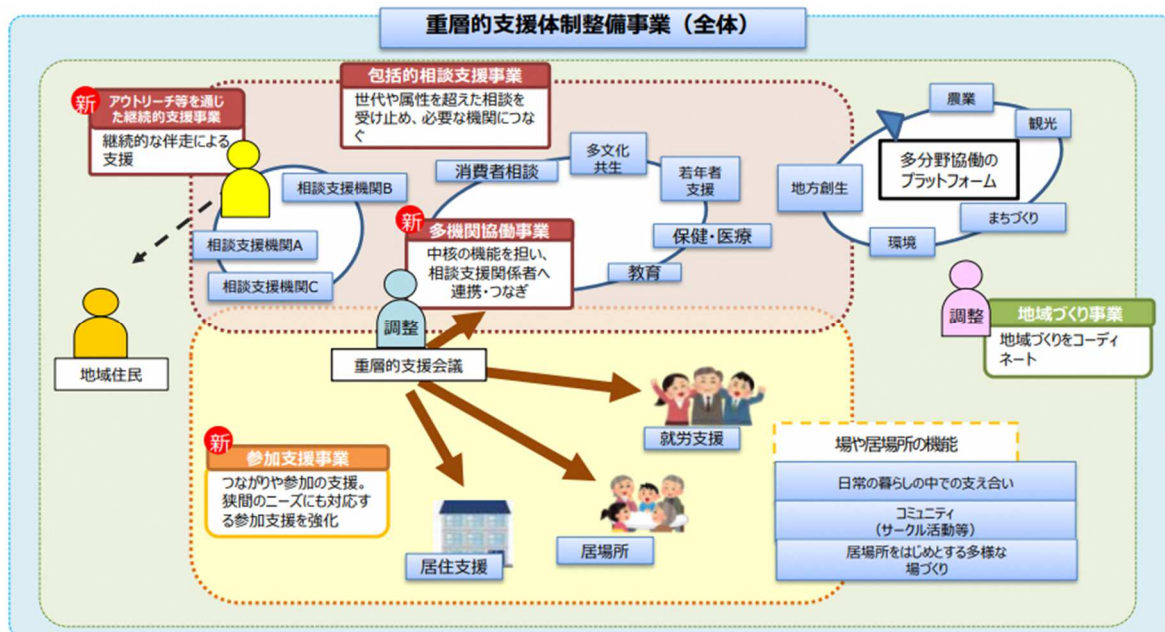 重層的支援体制整備事業（全体）
新
アウトリーチ等を通じ
た継続的支援事業
継続的な伴走による
支援
包括的相談支援事業
世代や属性を超えた相談を
受け止め、必要な機関につな
ぐ
相談支援機関B
相談支援機関A
相談支援機関C
消費者相談
多文化
共生
若年者
支援
保健・医療
教育
新
多機関協働事業
中核の機能を担い、
相談支援関係者へ
連携・つなぎ
調整
重層的支援会議
農業
観光
多分野協働の
プラットフォーム
地方創生
まちづくり
環境
調整
地域づくり事業
地域づくりをコーディ
ネート
地域住民
新
参加支援事業
つながりや参加の支援。
狭間のニーズにも対応す
る参加支援を強化
就労支援
居住支援
居場所
場や居場所の機能
日常の暮らしの中での支え合い
コミュニティ
（サークル活動等）
居場所をはじめとする多様な
場づくり